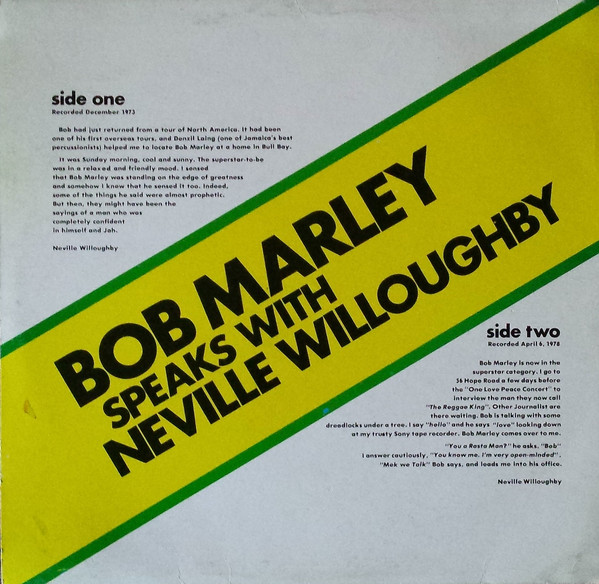 side one
Recorded December 1973
Bob had just returned from a tour of North America. It had been
one of his first overseas tours, and Denzil Laing (one of Jamaica's best
percussionists) helped me to locate Bob Marley at a home in Bull Bay.
It was Sunday morning, cool and sunny. The superstar-to-be
was in a relaxed and friendly mood. I sensed
that Bob Marley was standing on the edge of greatness
and somehow I knew that he sensed it too. Indeed,
some of the things he said were almost prophetic.
But then, they might have been the
sayings of a man who was
completely confident
in himself and Jah.
Neville Willoughby
BOB MARLEY
SPEAKS WITH
NEVILLE WILLOUGHBY
side two
Recorded April 6, 1978
Bob Marley is now in the
superstar category. I go to
56 Hope Road a few days before
the "One Love Peace Concert" to
interview the man they now call
"The Reggae King". Other Journalist are
there waiting. Bob is talking with some
dreadlocks under a tree. I say "hello" and he says "love" looking down
at my trusty Sony tape recorder. Bob Marley comes over to me.
"You a Rasta Man?" he asks. "Bob"
I answer cautiously, "You know me. I'm very open-minded".
"Mek we Talk" Bob says, and leads me into his office.
Neville Willoughby